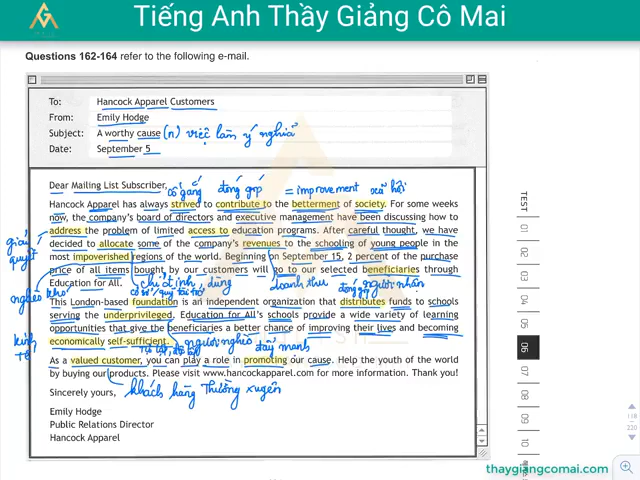 Tiếng Anh Thầy Giảng Cô Mai
Questions 162-164 refer to the following e-mail.
To: Hancock Apparel Customers
From: Emily Hodge
Subject: A worthy cause (n) việc làm ý nghĩa
Date: September 5
Dear Mailing List Subscriber,
cố gắng đóng góp = improvement xã hội
Hancock Apparel has always strived to contribute to the betterment of society. For some weeks
now, the company's board of directors and executive management have been discussing how to
giải quyết
address the problem of limited access to education programs. After careful thought, we have
decided to allocate some of the company's revenues to the schooling of young people in the
most impoverished regions of the world. Beginning on September 15, 2 percent of the purchase
price of all items bought by our customers will go to our selected beneficiaries through
Education for All.
nghèo khó
chỉ định, dùng
doanh thu
người nhận
This London-based foundation is an independent organization that distributes funds to schools
serving the underprivileged. Education for All's schools provide a wide variety of learning
opportunities that give the beneficiaries a better chance of improving their lives and becoming
economically self-sufficient.
kinh tế
người nghèo
đẩy mạnh
As a valued customer, you can play a role in promoting our cause. Help the youth of the world
by buying our products. Please visit www.hancockapparel.com for more information. Thank you!
khách hàng thường xuyên
Sincerely yours,
Emily Hodge
Public Relations Director
Hancock Apparel
TEST
01
02
03
04
05
06
07
08
09
10
138
220
thaygiangcomai.com